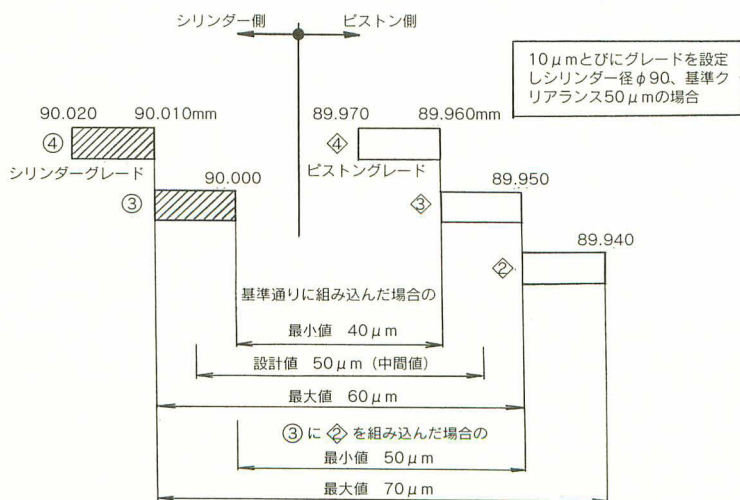 シリンダー側
ピストン側
10μmとびにグレードを設定
しシリンダー径φ90、基準ク
リアランス50μmの場合
90.020 90.010mm 89.970 89.960mm
④ ④
シリンダーグレード ピストングレード
90.000 89.950
③ ③
89.940
②
基準通りに組み込んだ場合の
最小値 40μm
設計値 50μm(中間値)
最大値 60μm
③に②を組み込んだ場合の
最小値 50μm
最大値 70μm